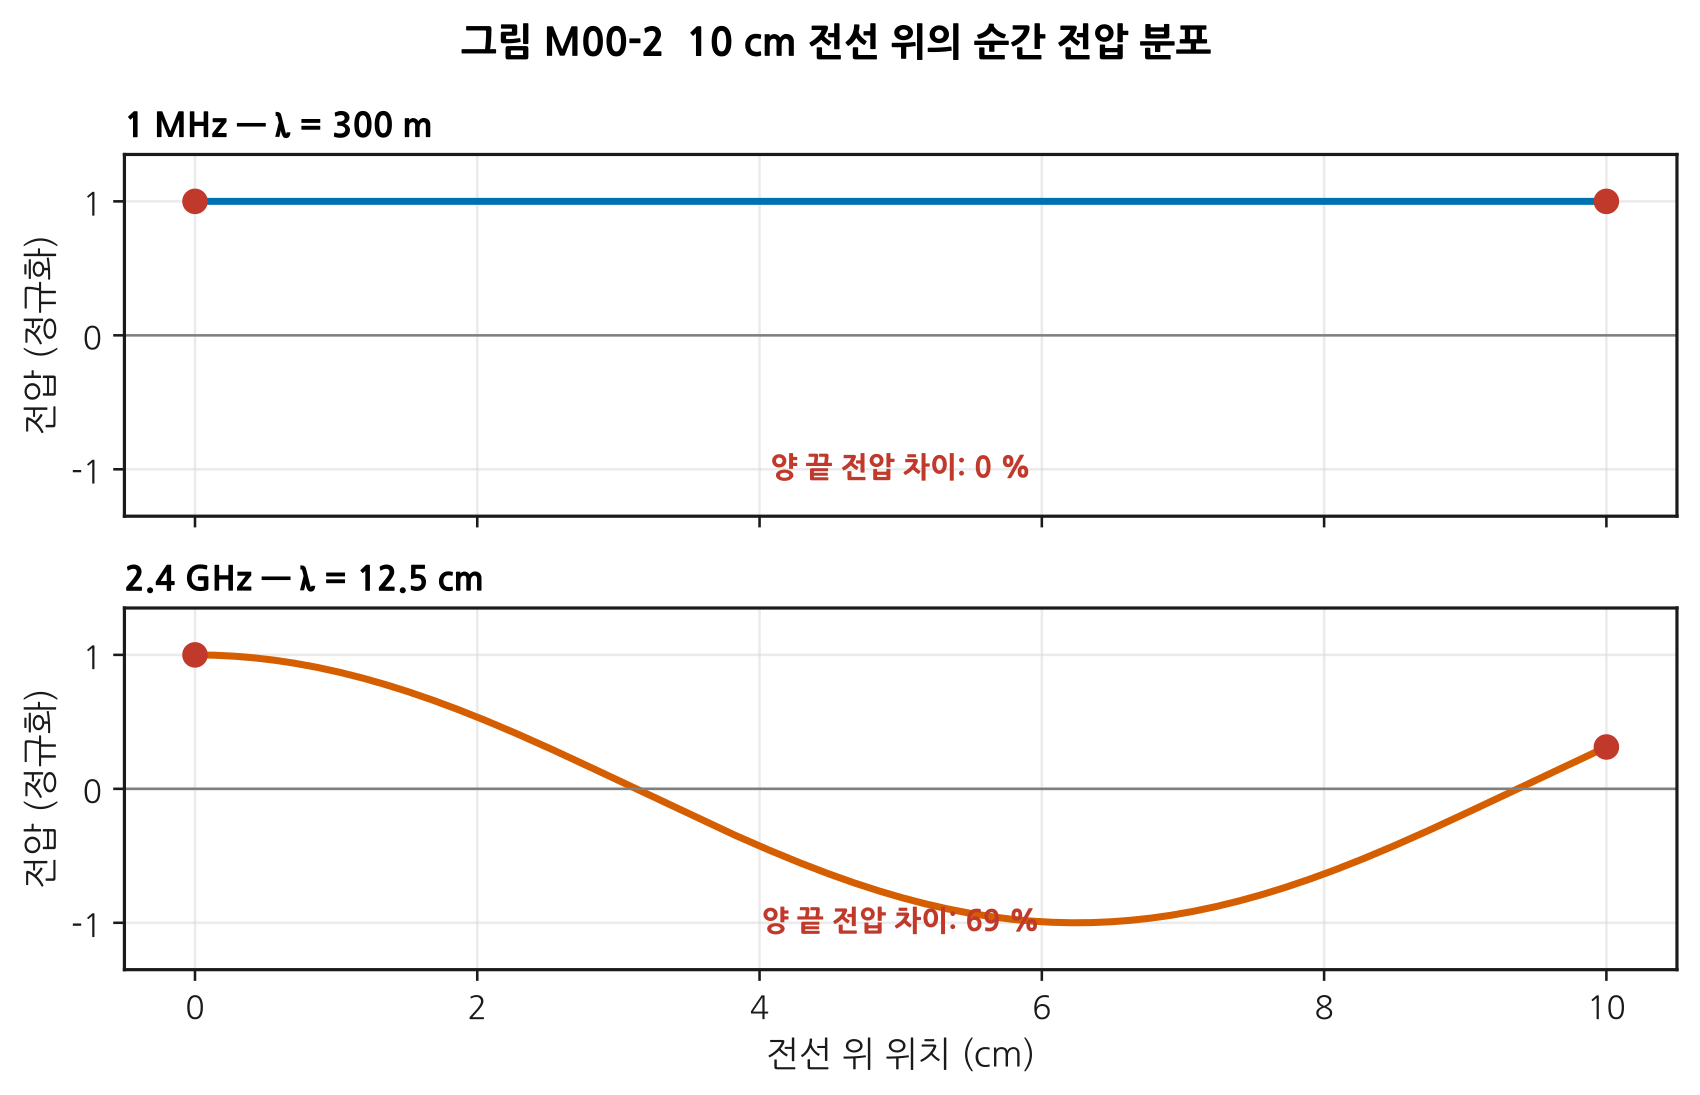 그림 M00-2  10 cm 전선 위의 순간 전압 분포
1 MHz — λ = 300 m
전압 (정규화)
1
0
-1
양 끝 전압 차이: 0 %
2.4 GHz — λ = 12.5 cm
전압 (정규화)
1
0
-1
양 끝 전압 차이: 69 %
0 2 4 6 8 10
전선 위 위치 (cm)